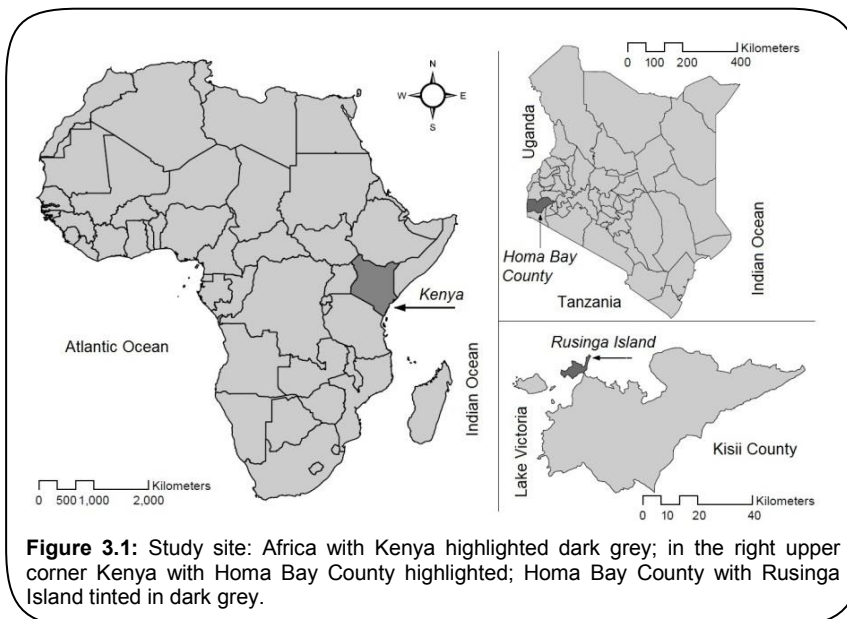 N
W E
S
Kenya
Atlantic Ocean
Indian Ocean
Kilometers
0 500 1,000 2,000
Kilometers
0 100 200 400
Uganda
Homa Bay
County
Tanzania
Indian Ocean
Rusinga Island
Lake Victoria
Kisii County
Kilometers
0 10 20 40
Figure 3.1: Study site: Africa with Kenya highlighted dark grey; in the right upper
corner Kenya with Homa Bay County highlighted; Homa Bay County with Rusinga
Island tinted in dark grey.